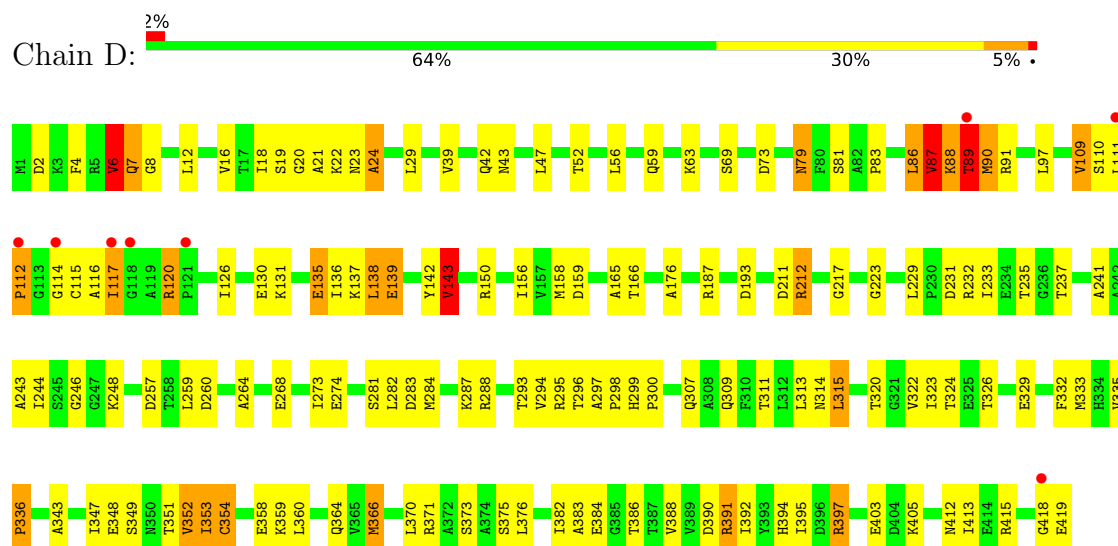 2%
Chain D:
64% 30% 5% •
M1 D2 K3 F4 R5 V6 Q7 G8 L12 V16 T17 I18 S19 G20 A21 K22 N23 A24 L29 V39 Q42 N43 L47 T52 L56 Q59 K63 S69 D73 N79 F80 S81 A82 P83 L86 V87 K88 T89 M90 R91 L97 V109 S110 L111
P112 G113 G114 C115 A116 I117 G118 A119 R120 P121 I126 E130 K131 E135 I136 K137 L138 E139 Y142 V143 R150 I156 V157 M158 D159 A165 T166 A176 R187 D193 D211 R212 G217 G223 L229 P230 D231 R232 I233 E234 T235 G236 T237 A241 A242
A243 I244 S245 G246 G247 K248 D257 T258 L259 D260 A264 E268 I273 E274 S281 L282 D283 M284 K287 R288 T293 V294 R295 T296 A297 P298 H299 P300 Q307 A308 Q309 F310 T311 L312 L313 N314 L315 T320 G321 V322 I323 T324 E325 T326 E329 F332 M333 H334 V335
P336 A343 I347 E348 S349 N350 T351 V352 I353 C354 E358 K359 L360 Q364 V365 M366 L370 R371 A372 S373 A374 S375 L376 I382 A383 E384 G385 T386 T387 V388 V389 D390 R391 I392 Y393 H394 I395 D396 R397 E403 D404 K405 N412 I413 E414 R415 G418 E419